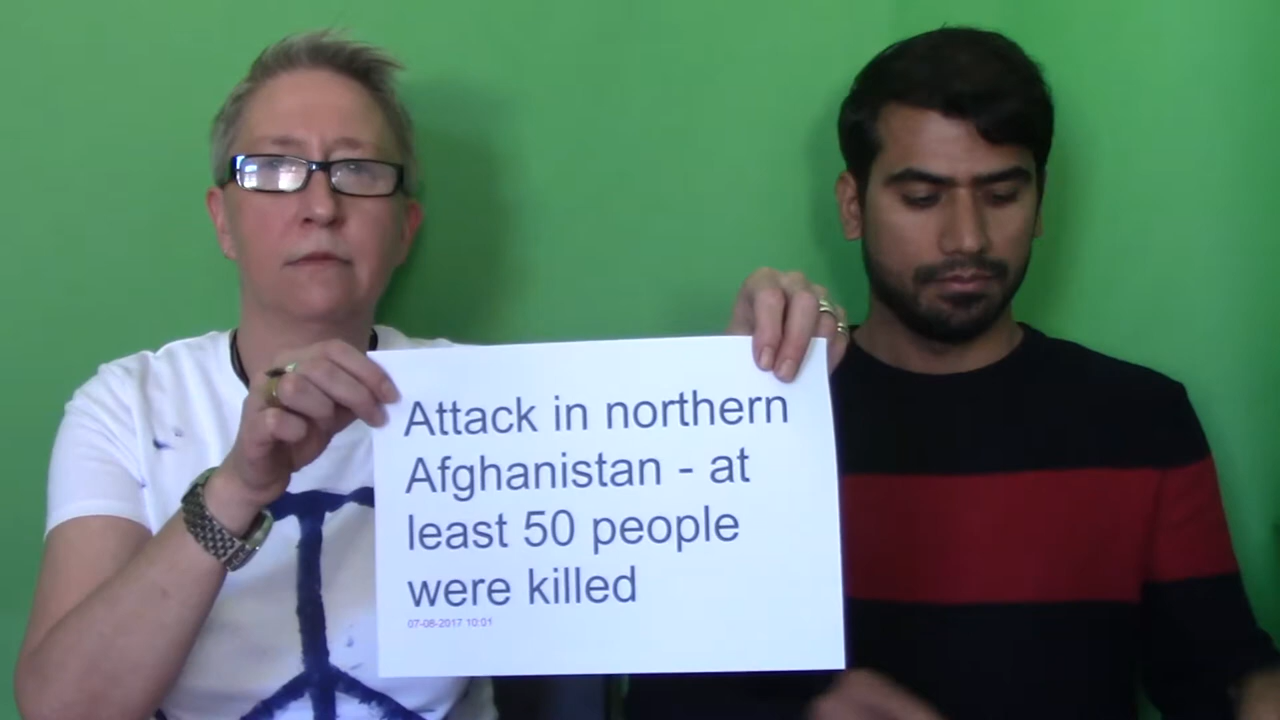 Attack in northern
Afghanistan - at
least 50 people
were killed
07-08-2017 10:01